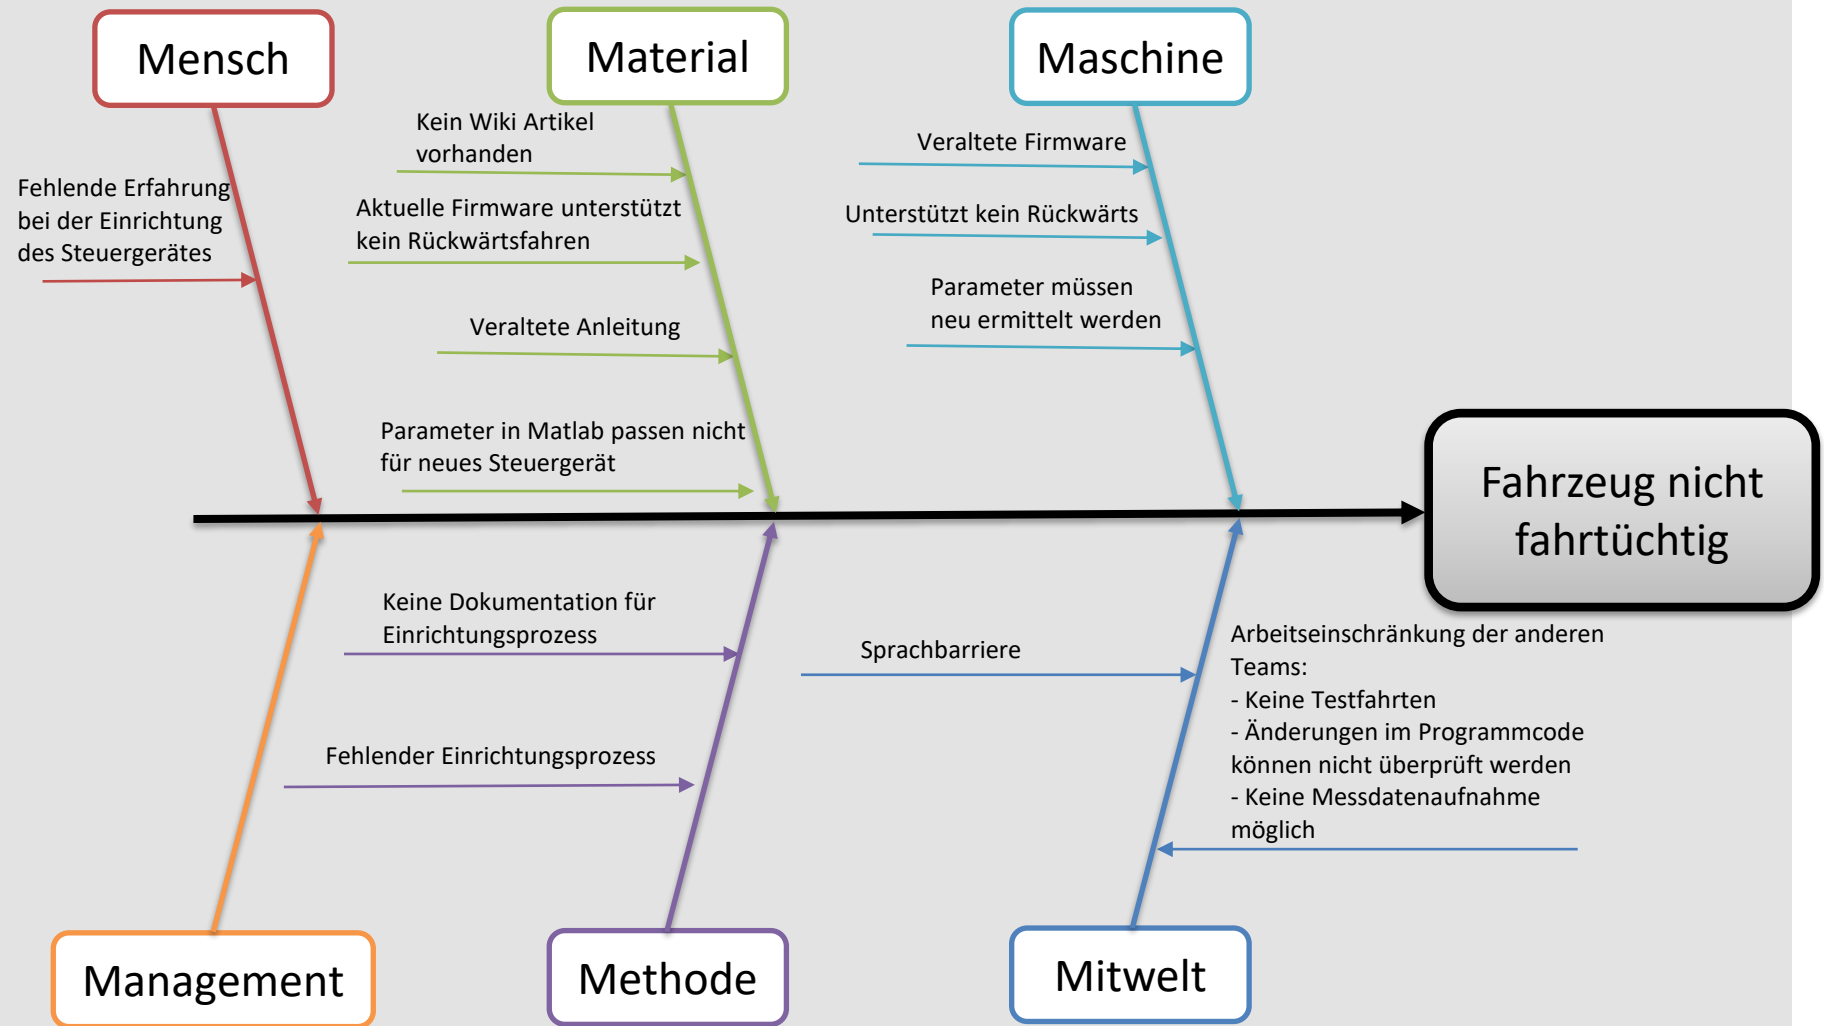 Mensch
Material
Maschine
Kein Wiki Artikel
vorhanden
Veraltete Firmware
Fehlende Erfahrung
bei der Einrichtung
des Steuergerätes
Aktuelle Firmware unterstützt
kein Rückwärtsfahren
Unterstützt kein Rückwärts
Parameter müssen
neu ermittelt werden
Veraltete Anleitung
Parameter in Matlab passen nicht
für neues Steuergerät
Fahrzeug nicht
fahrtüchtig
Keine Dokumentation für
Einrichtungsprozess
Sprachbarriere
Arbeitseinschränkung der anderen
Teams:
- Keine Testfahrten
- Änderungen im Programmcode
können nicht überprüft werden
- Keine Messdatenaufnahme
möglich
Fehlender Einrichtungsprozess
Management
Methode
Mitwelt